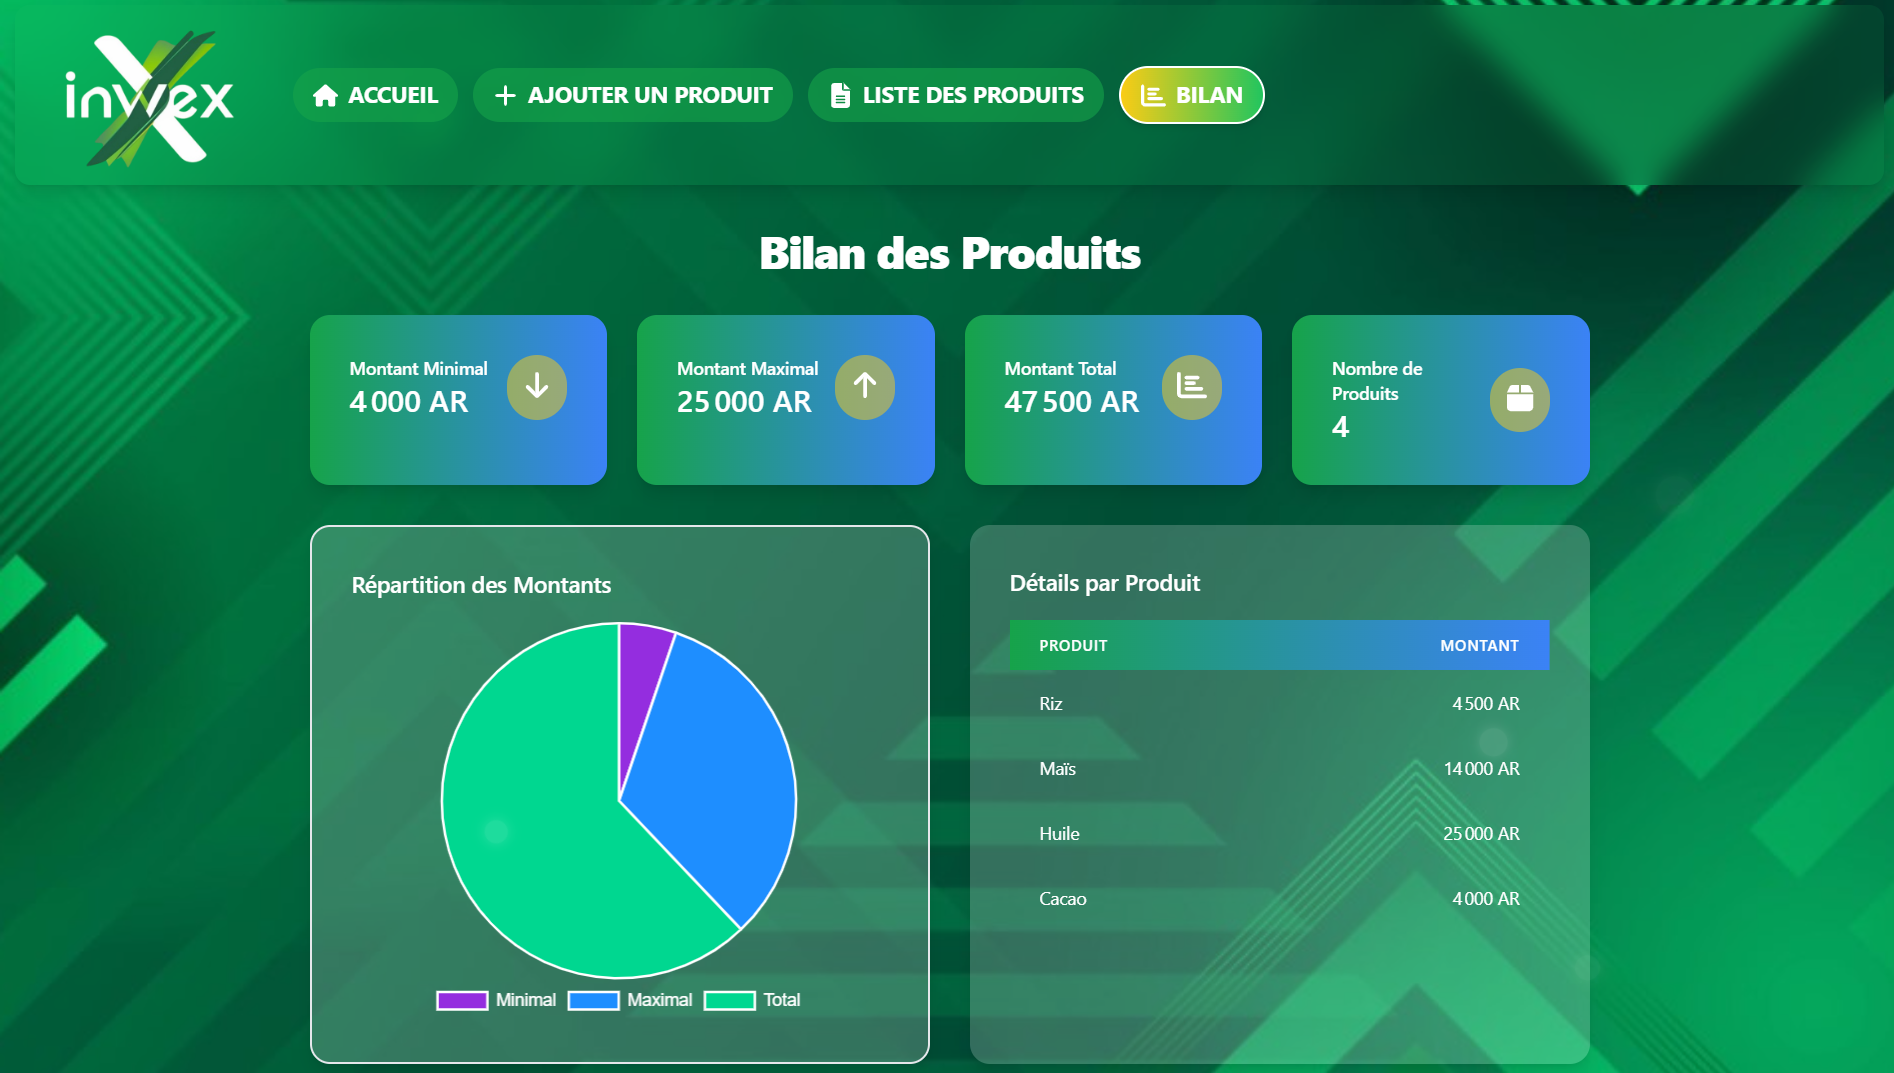 invex
ACCUEIL
AJOUTER UN PRODUIT
LISTE DES PRODUITS
BILAN
Bilan des Produits
Montant Minimal
4 000 AR
Montant Maximal
25 000 AR
Montant Total
47 500 AR
Nombre de
Produits
4
Répartition des Montants
Minimal
Maximal
Total
Détails par Produit
PRODUIT MONTANT
Riz 4 500 AR
Maïs 14 000 AR
Huile 25 000 AR
Cacao 4 000 AR